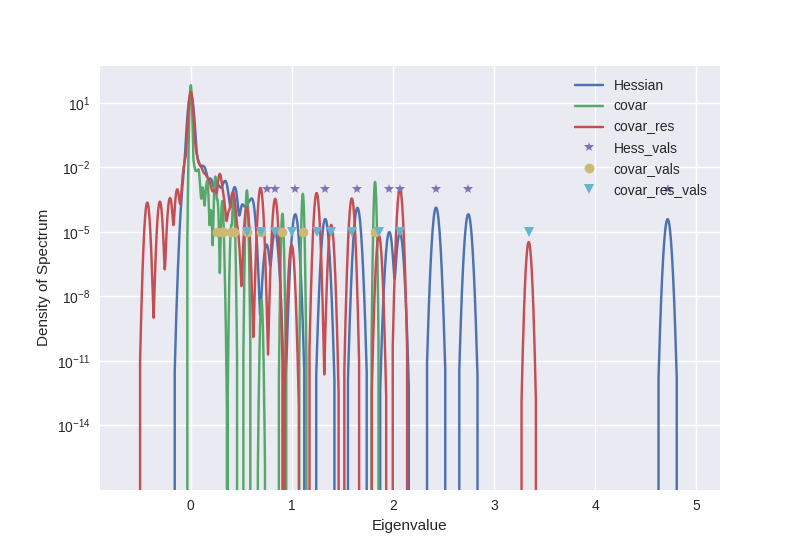 Hessian
covar
covar_res
Hess_vals
covar_vals
covar_res_vals
10^1
10^−2
10^−5
10^−8
10^−11
10^−14
Density of Spectrum
0 1 2 3 4 5
Eigenvalue